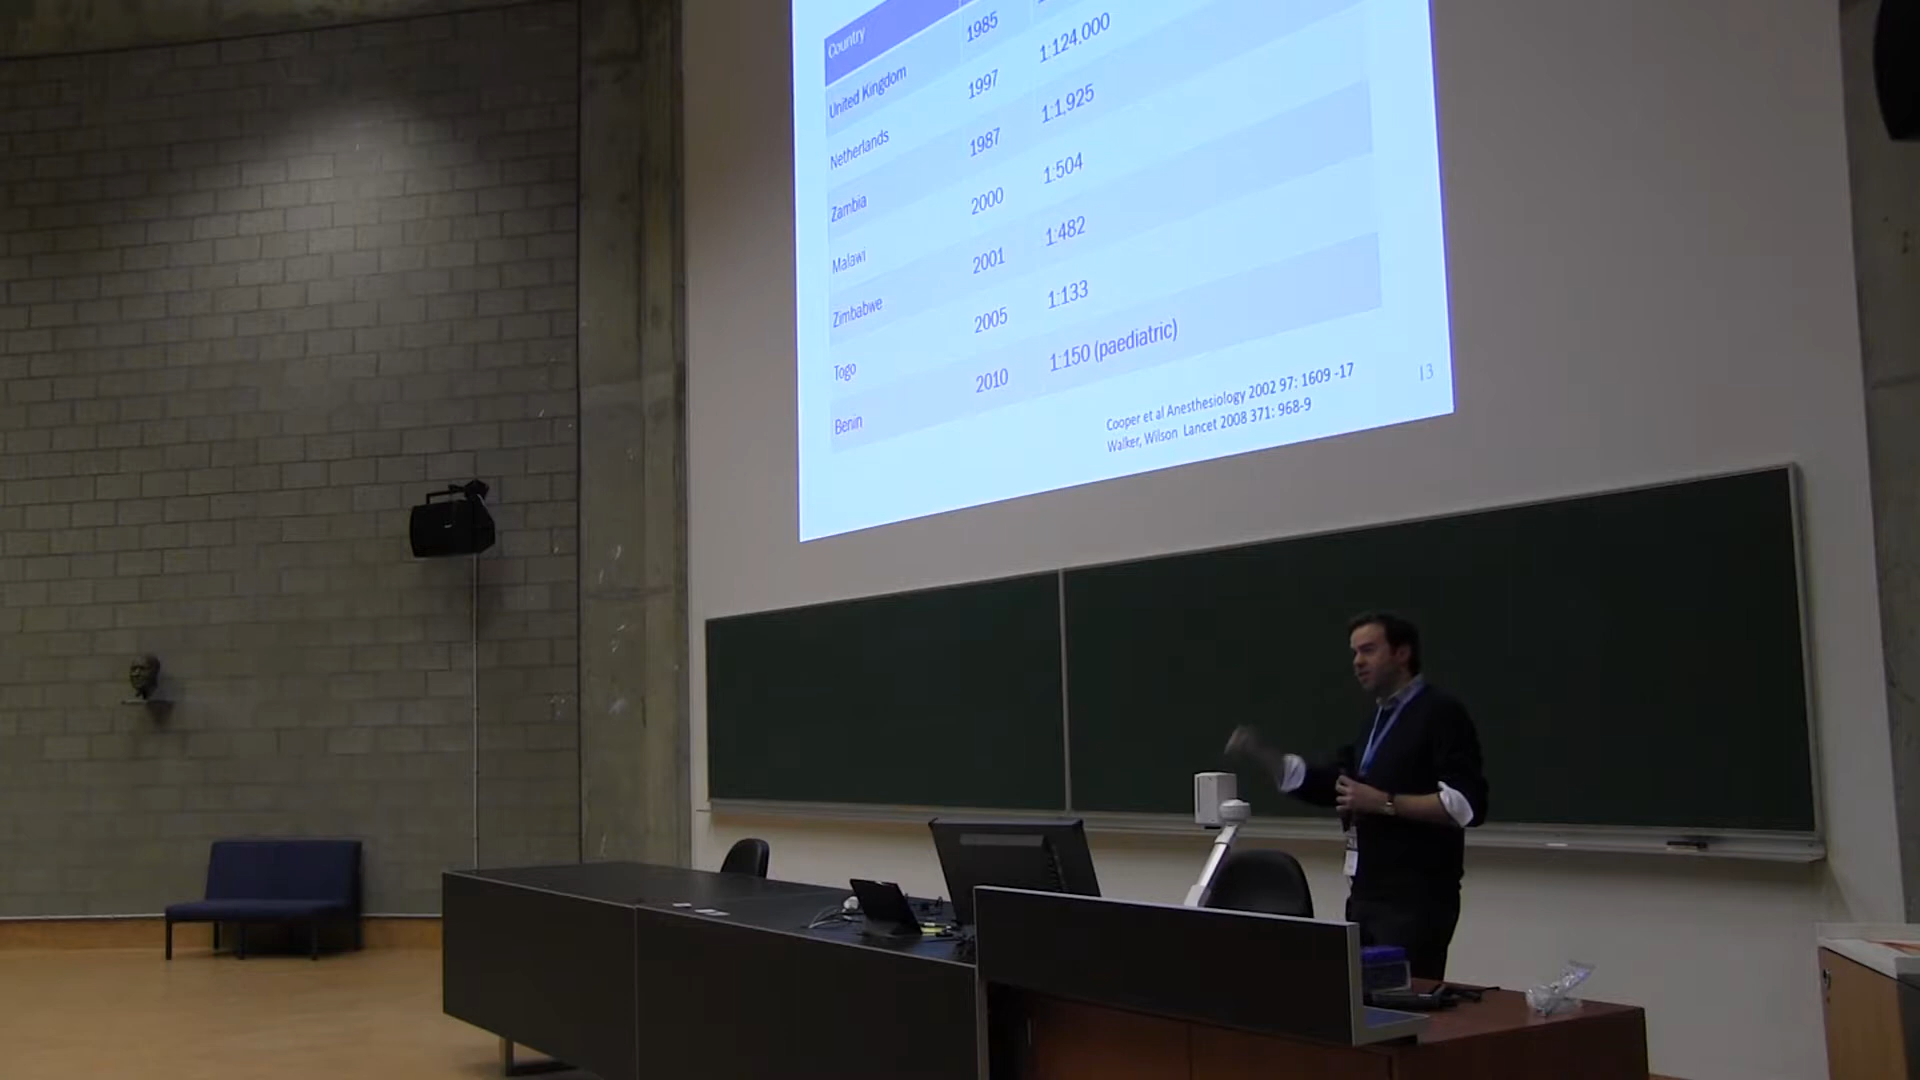 Country
United Kingdom 1985
Netherlands 1997 1:124,000
Zambia 1987 1:1,925
Malawi 2000 1:504
Zimbabwe 2001 1:482
Togo 2005 1:133
Benin 2010 1:150 (paediatric)
Cooper et al Anesthesiology 2002 97: 1609 -17
Walker, Wilson Lancet 2008 371: 968-9
13